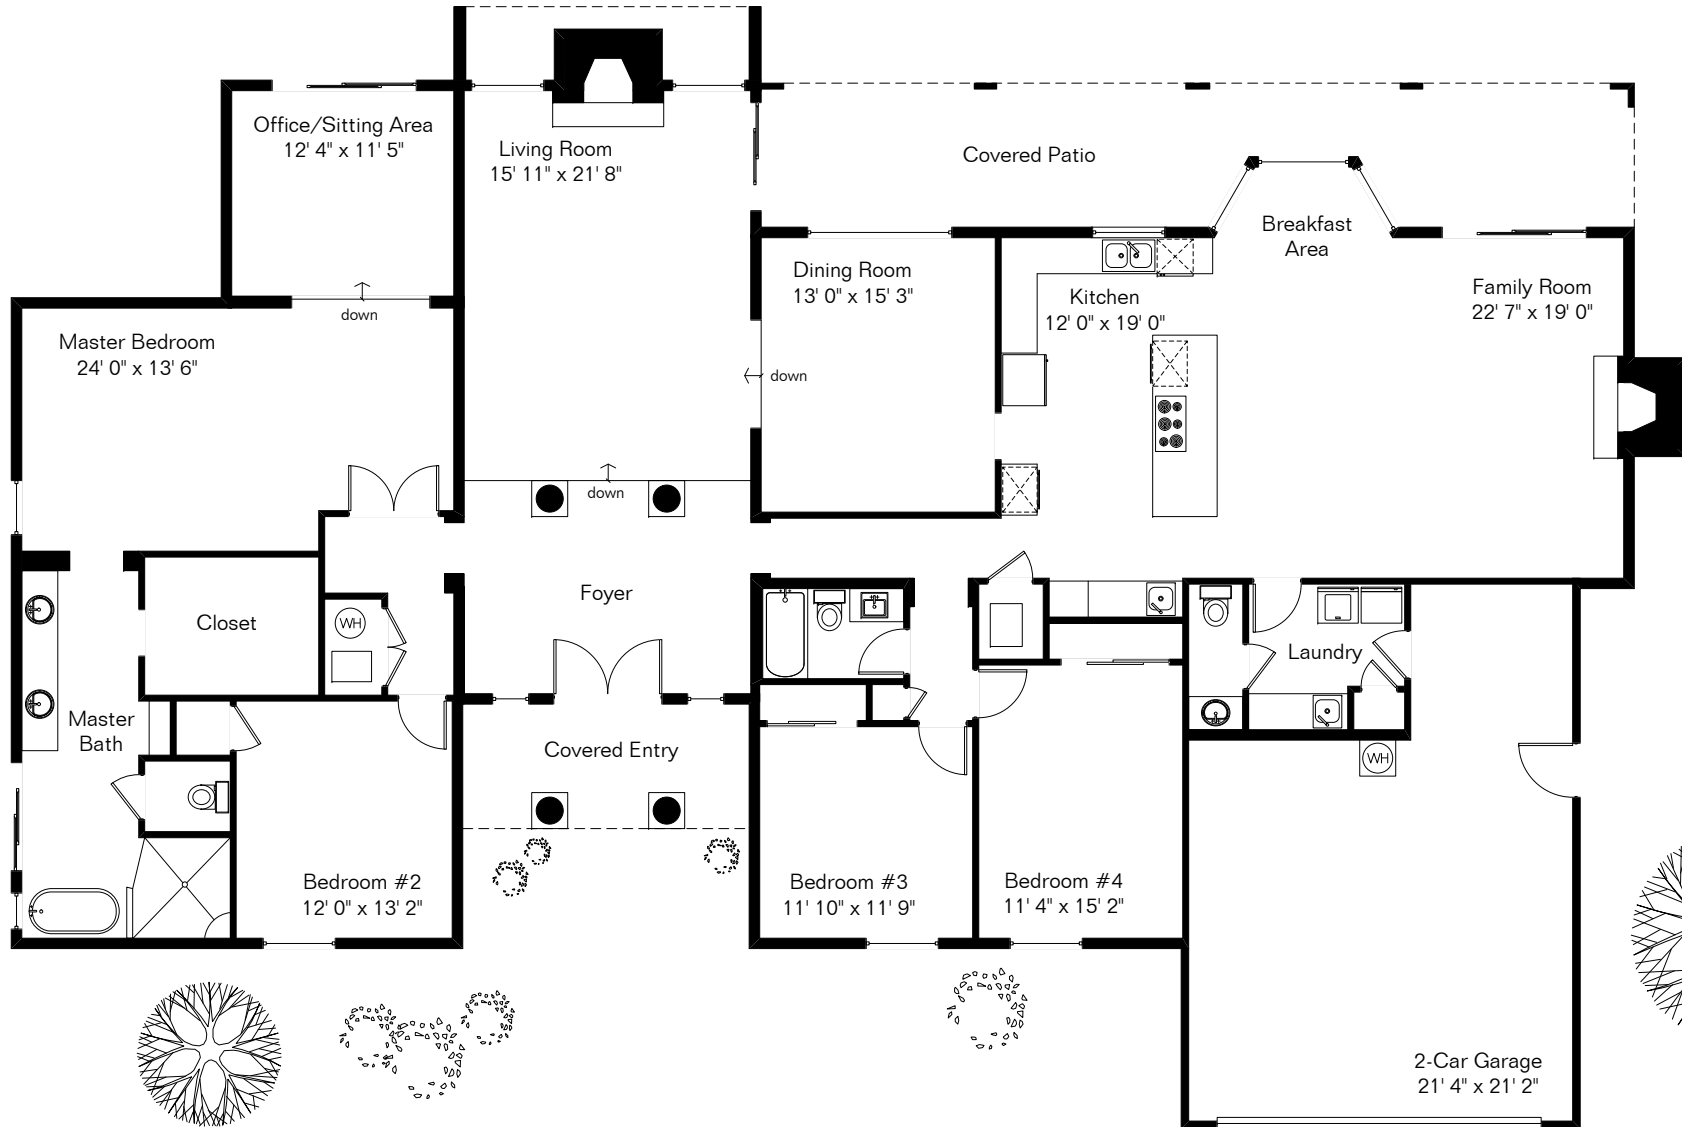 Office/Sitting Area
12' 4" x 11' 5"
Living Room
15' 11" x 21' 8"
Covered Patio
Breakfast
Area
Dining Room
13' 0" x 15' 3"
Kitchen
12' 0" x 19' 0"
Family Room
22' 7" x 19' 0"
down
Master Bedroom
24' 0" x 13' 6"
down
down
Foyer
Closet
WH
Laundry
Master
Bath
Covered Entry
WH
Bedroom #2
12' 0" x 13' 2"
Bedroom #3
11' 10" x 11' 9"
Bedroom #4
11' 4" x 15' 2"
2-Car Garage
21' 4" x 21' 2"